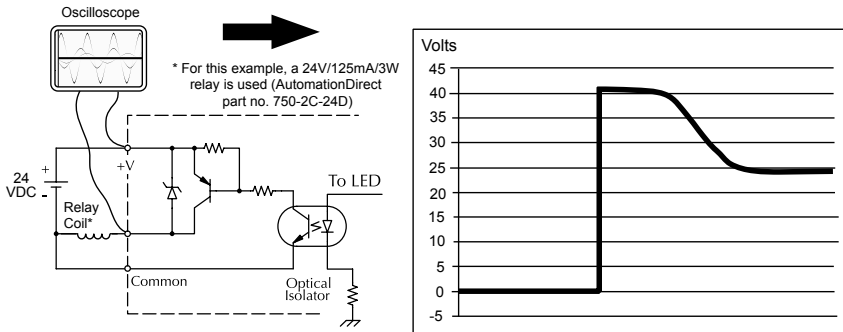 Oscilloscope
* For this example, a 24V/125mA/3W
relay is used (AutomationDirect
part no. 750-2C-24D)
+
24
VDC
-
+V
Relay
Coil*
Common
To LED
Optical
Isolator
Volts
45
40
35
30
25
20
15
10
5
0
-5